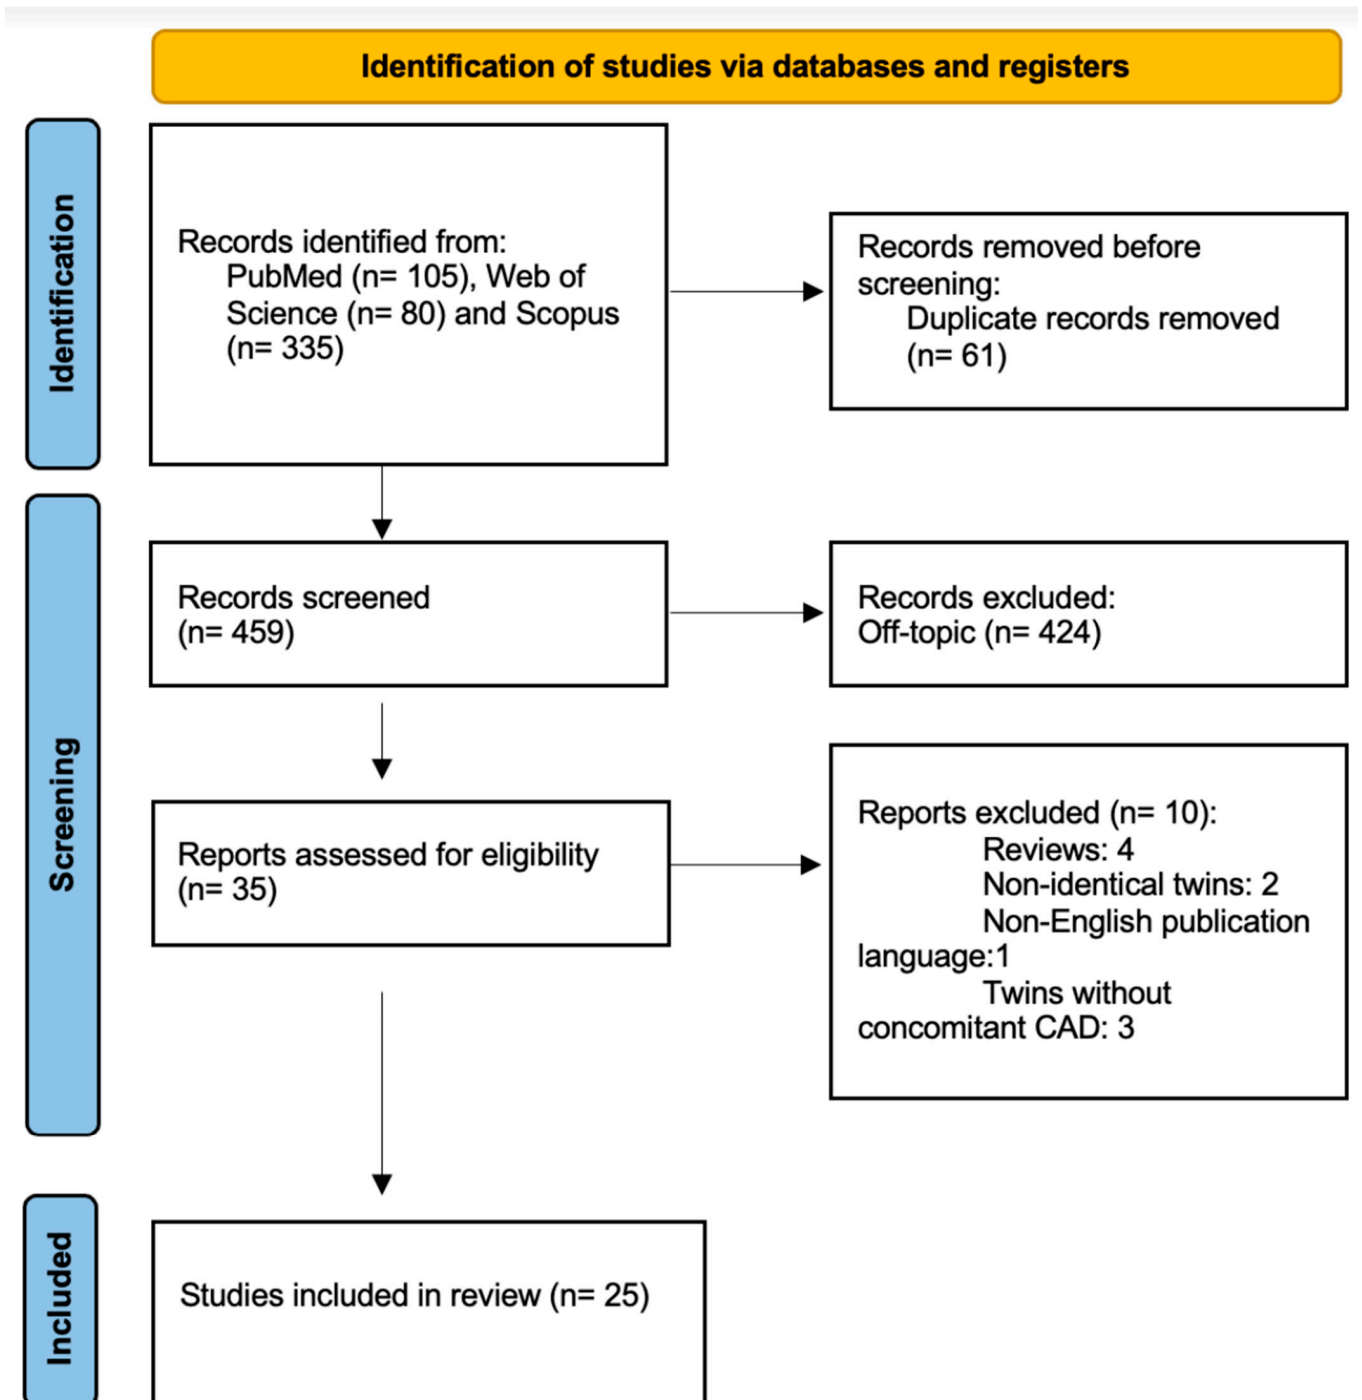 Identification of studies via databases and registers
Identification
Records identified from:
PubMed (n= 105), Web of
Science (n= 80) and Scopus
(n= 335)
Records removed before
screening:
Duplicate records removed
(n= 61)
Screening
Records screened
(n= 459)
Records excluded:
Off-topic (n= 424)
Reports assessed for eligibility
(n= 35)
Reports excluded (n= 10):
Reviews: 4
Non-identical twins: 2
Non-English publication
language:1
Twins without
concomitant CAD: 3
Included
Studies included in review (n= 25)